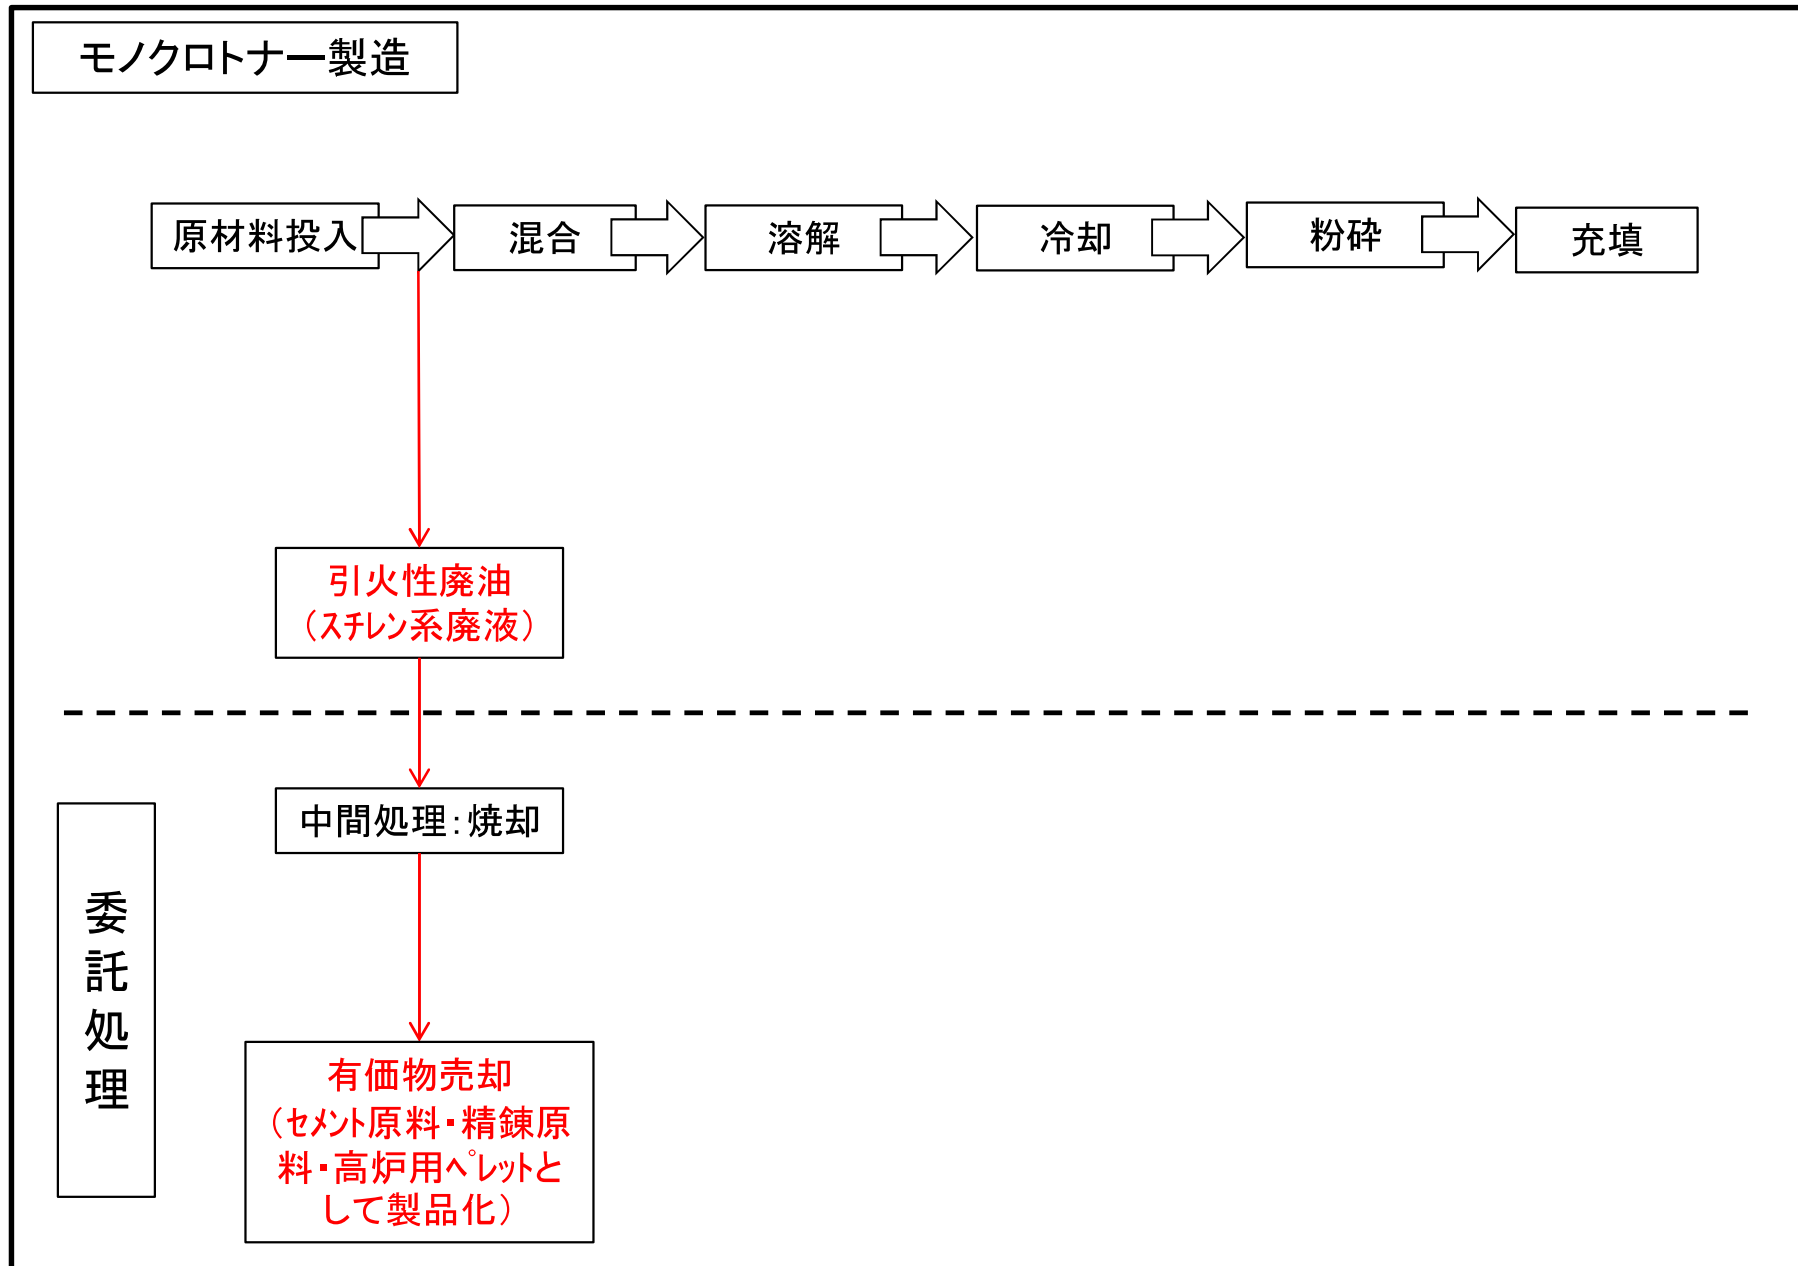 モノクロトナー製造
原材料投入
混合
溶解
冷却
粉砕
充填
引火性廃油
（スチレン系廃液）
中間処理：焼却
委
託
処
理
有価物売却
（セメント原料・精錬原
料・高炉用ペレットと
して製品化）